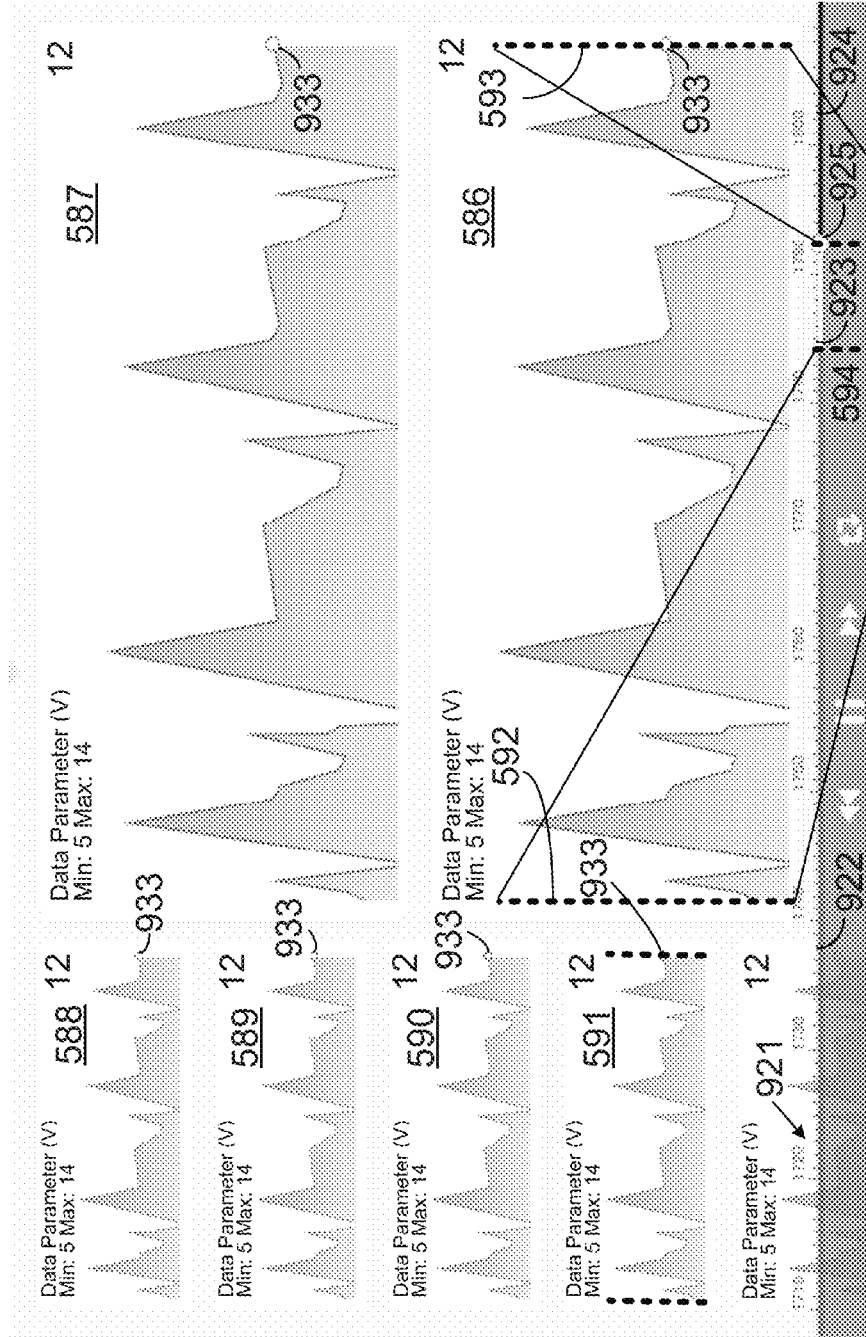 Data Parameter (V)
Min: 5 Max: 14
588
12
933
Data Parameter (V)
Min: 5 Max: 14
589
12
933
Data Parameter (V)
Min: 5 Max: 14
590
12
933
Data Parameter (V)
Min: 5 Max: 14
591
12
933
Data Parameter (V)
Min: 5 Max: 14
12
921
Data Parameter (V)
Min: 5 Max: 14
587
12
933
Data Parameter (V)
Min: 5 Max: 14
592
586
12
593
933
922
594
923
925
924